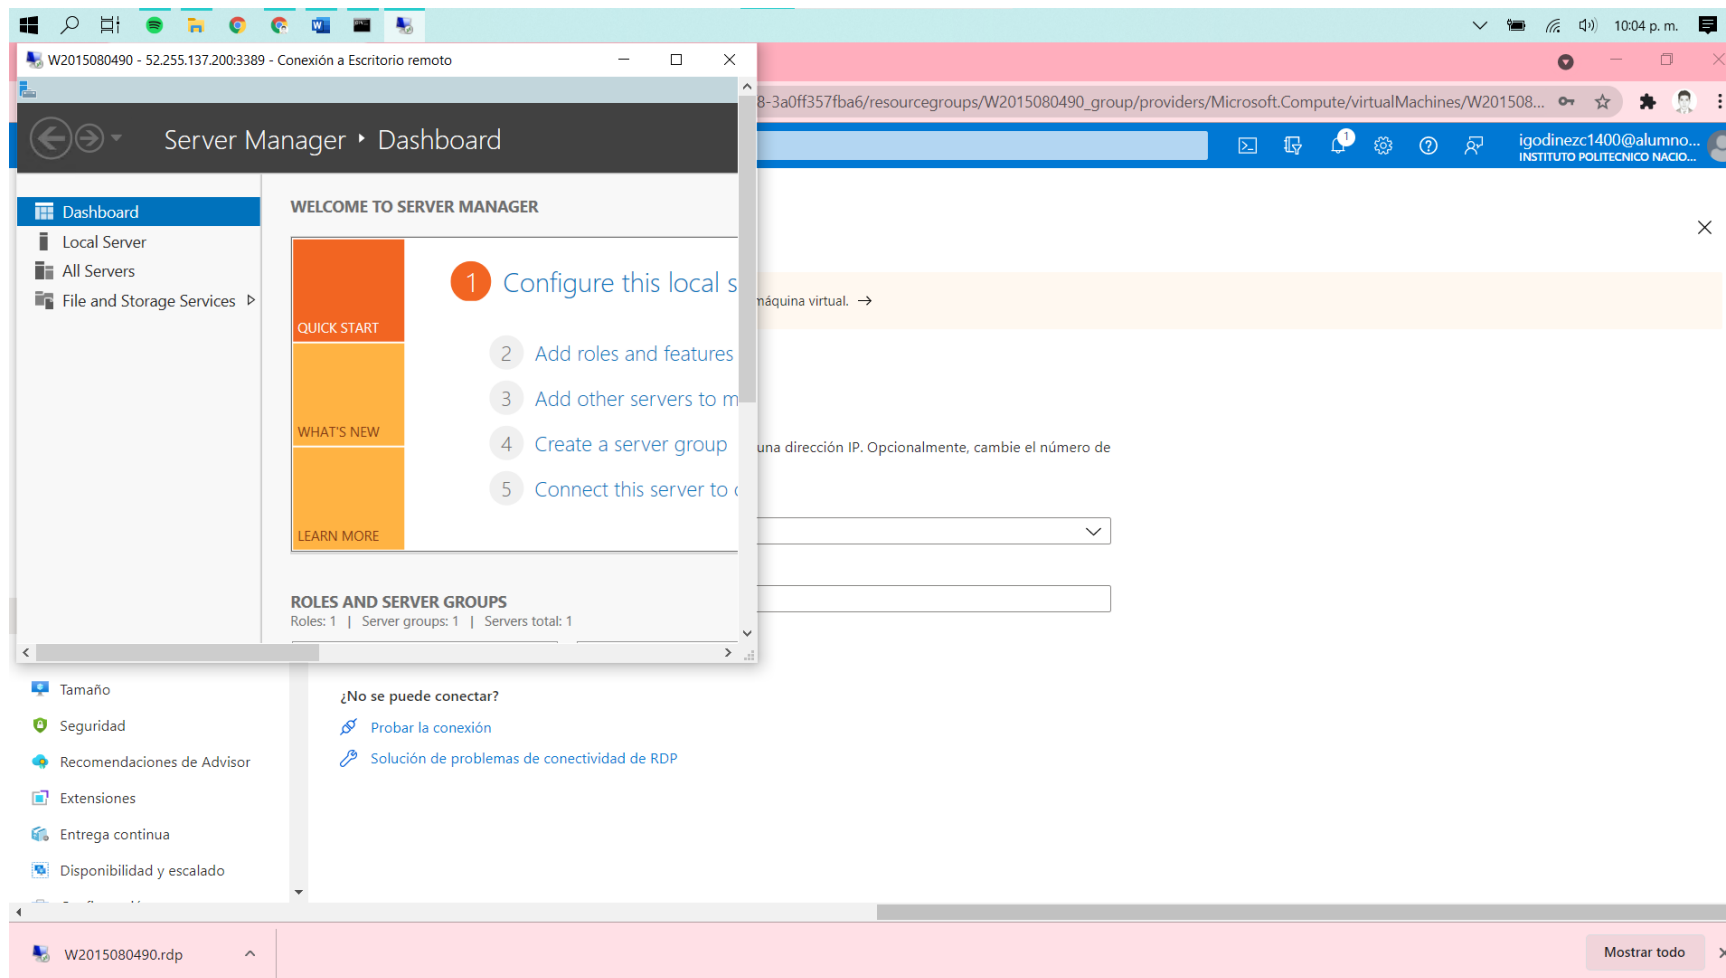 10:04 p. m.
W2015080490 - 52.255.137.200:3389 - Conexión a Escritorio remoto
8-3a0ff357fba6/resourcegroups/W2015080490_group/providers/Microsoft.Compute/virtualMachines/W201508...
Server Manager ‣ Dashboard
1
igodinezc1400@alumno...
INSTITUTO POLITECNICO NACIO...
Dashboard
Local Server
All Servers
File and Storage Services
WELCOME TO SERVER MANAGER
QUICK START
WHAT'S NEW
LEARN MORE
1 Configure this local s
2 Add roles and features
3 Add other servers to m
4 Create a server group
5 Connect this server to c
ROLES AND SERVER GROUPS
Roles: 1 | Server groups: 1 | Servers total: 1
máquina virtual. →
una dirección IP. Opcionalmente, cambie el número de
Tamaño
Seguridad
Recomendaciones de Advisor
Extensiones
Entrega continua
Disponibilidad y escalado
¿No se puede conectar?
Probar la conexión
Solución de problemas de conectividad de RDP
W2015080490.rdp
Mostrar todo